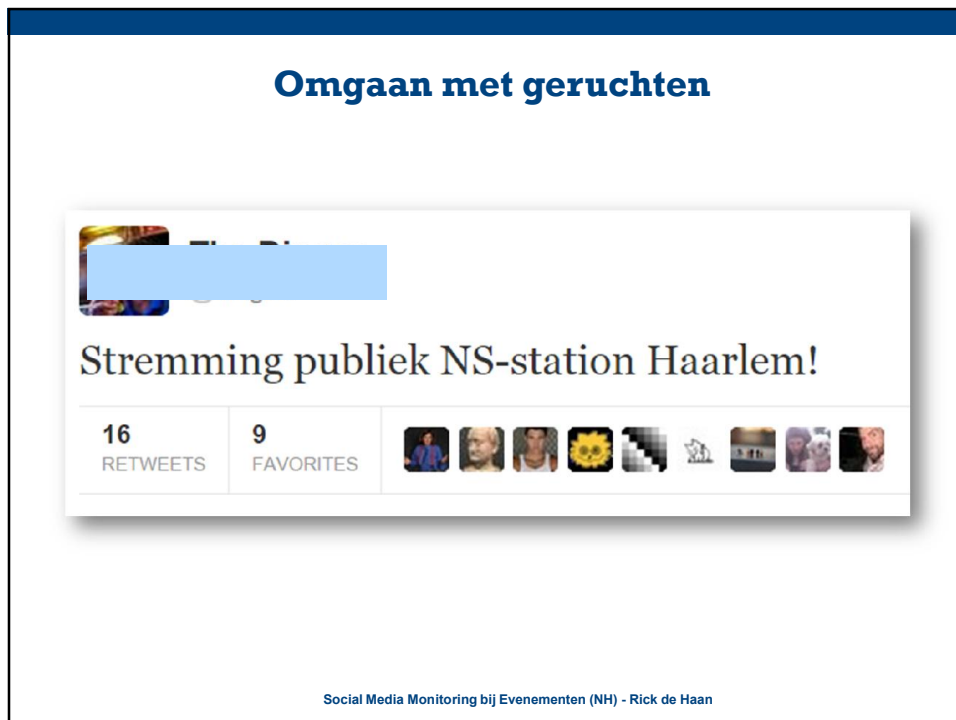 Omgaan met geruchten
Stremming publiek NS-station Haarlem!
16
RETWEETS
9
FAVORITES
Social Media Monitoring bij Evenementen (NH) - Rick de Haan